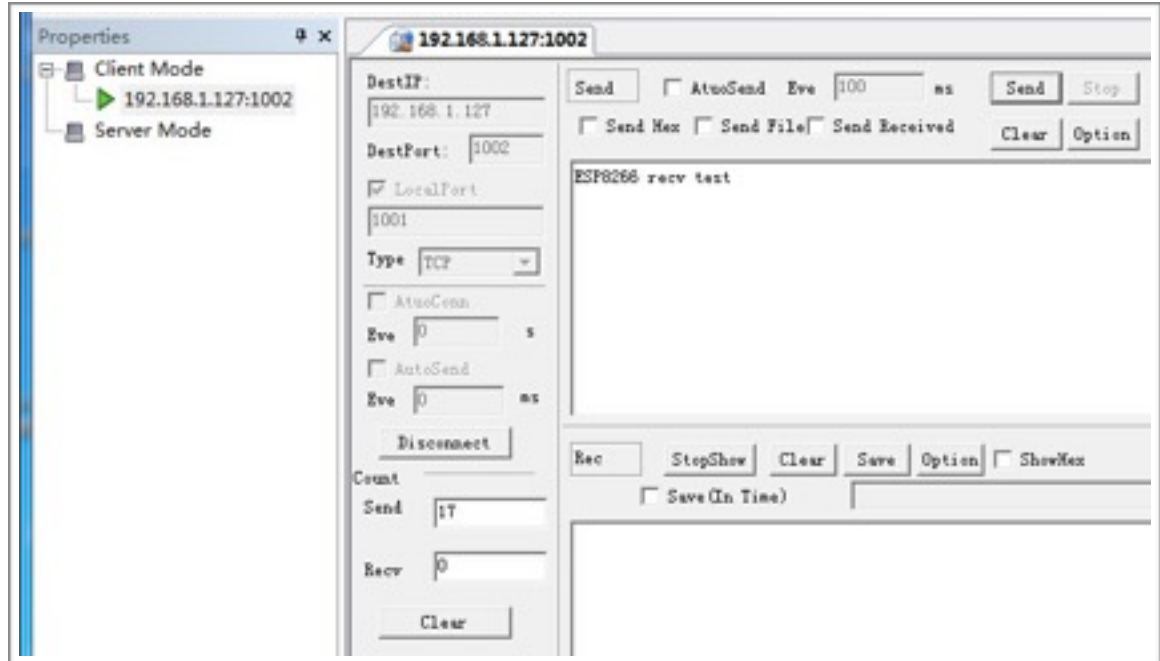 Properties
Client Mode
192.168.1.127:1002
Server Mode
192.168.1.127:1002
DestIP:
192.168.1.127
DestPort: 1002
LocalPort
1001
Type TCP
AtuoConn
Eve 0 s
AutoSend
Eve 0 ms
Disconnect
Count
Send 17
Recv 0
Clear
Send AtuoSend Eve 100 ms Send Stop
Send Hex Send File Send Received Clear Option
ESP8266 recv test
Rec StopShow Clear Save Option ShowHex
Save(In Time)